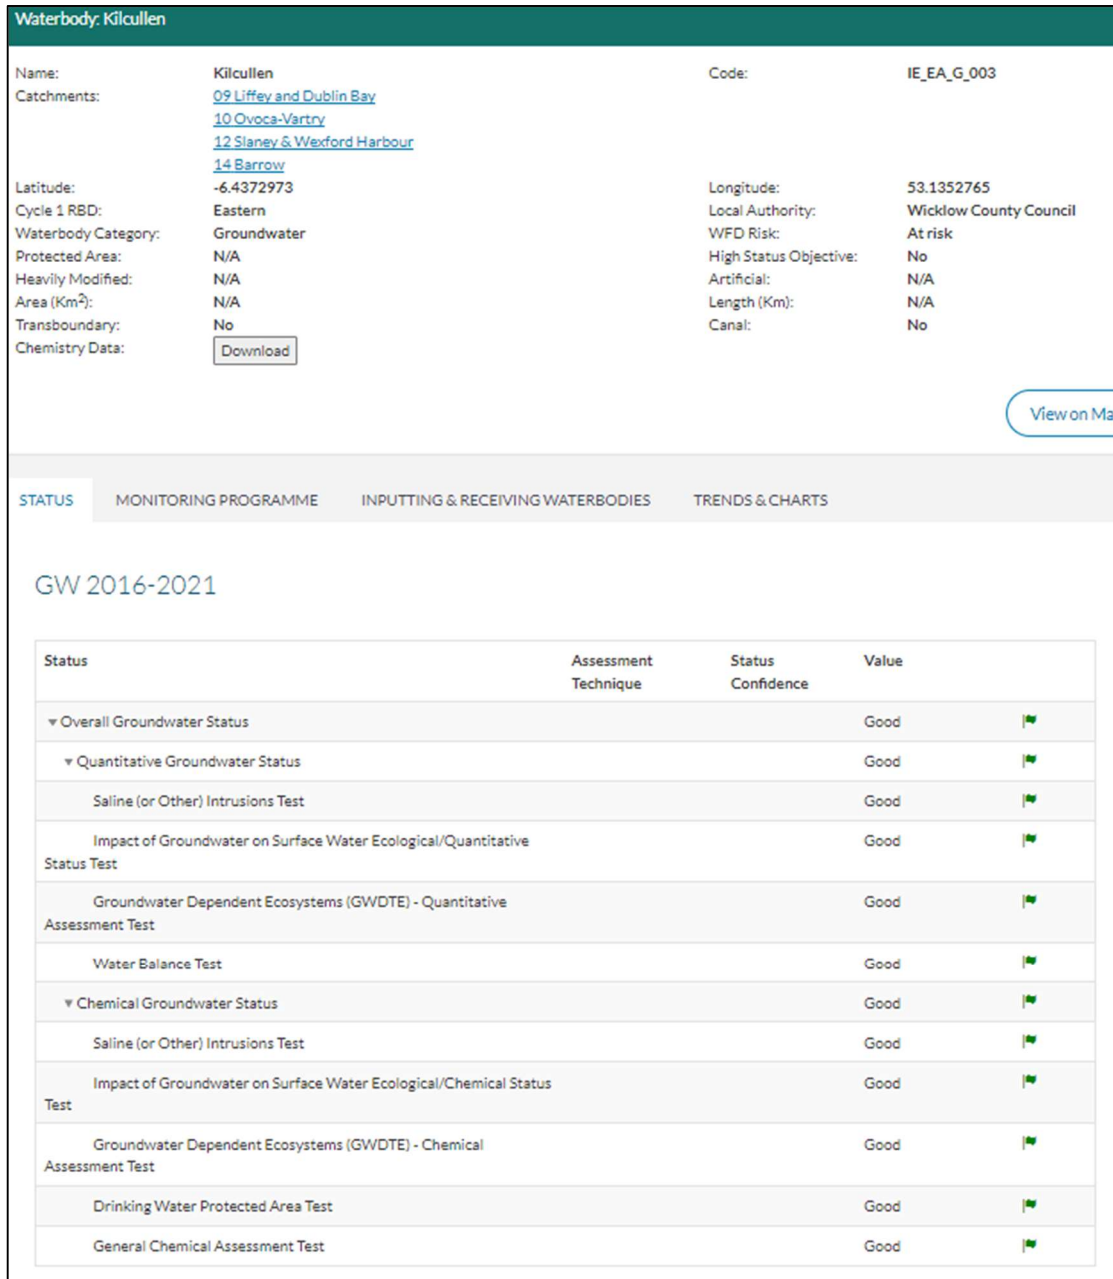 Waterbody: Kilcullen
Name: Kilcullen Code: IE_EA_G_003
Catchments: 09 Liffey and Dublin Bay
10 Ovoca-Vartry
12 Slaney & Wexford Harbour
14 Barrow
Latitude: -6.4372973 Longitude: 53.1352765
Cycle 1 RBD: Eastern Local Authority: Wicklow County Council
Waterbody Category: Groundwater WFD Risk: At risk
Protected Area: N/A High Status Objective: No
Heavily Modified: N/A Artificial: N/A
Area (Km2): N/A Length (Km): N/A
Transboundary: No Canal: No
Chemistry Data: Download
View on Ma
STATUS MONITORING PROGRAMME INPUTTING & RECEIVING WATERBODIES TRENDS & CHARTS
GW 2016-2021
Status Assessment Status Value
Technique Confidence
Overall Groundwater Status Good
Quantitative Groundwater Status Good
Saline (or Other) Intrusions Test Good
Impact of Groundwater on Surface Water Ecological/Quantitative Good
Status Test
Groundwater Dependent Ecosystems (GWDTE) - Quantitative Good
Assessment Test
Water Balance Test Good
Chemical Groundwater Status Good
Saline (or Other) Intrusions Test Good
Impact of Groundwater on Surface Water Ecological/Chemical Status Good
Test
Groundwater Dependent Ecosystems (GWDTE) - Chemical Good
Assessment Test
Drinking Water Protected Area Test Good
General Chemical Assessment Test Good